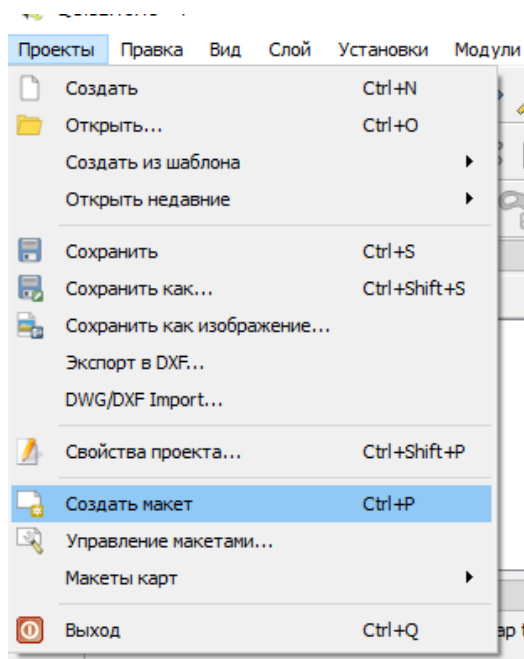 Проекты Правка Вид Слой Установки Модули
Создать Ctrl+N
Открыть... Ctrl+O
Создать из шаблона
Открыть недавние
Сохранить Ctrl+S
Сохранить как... Ctrl+Shift+S
Сохранить как изображение...
Экспорт в DXF...
DWG/DXF Import...
Свойства проекта... Ctrl+Shift+P
Создать макет Ctrl+P
Управление макетами...
Макеты карт
Выход Ctrl+Q